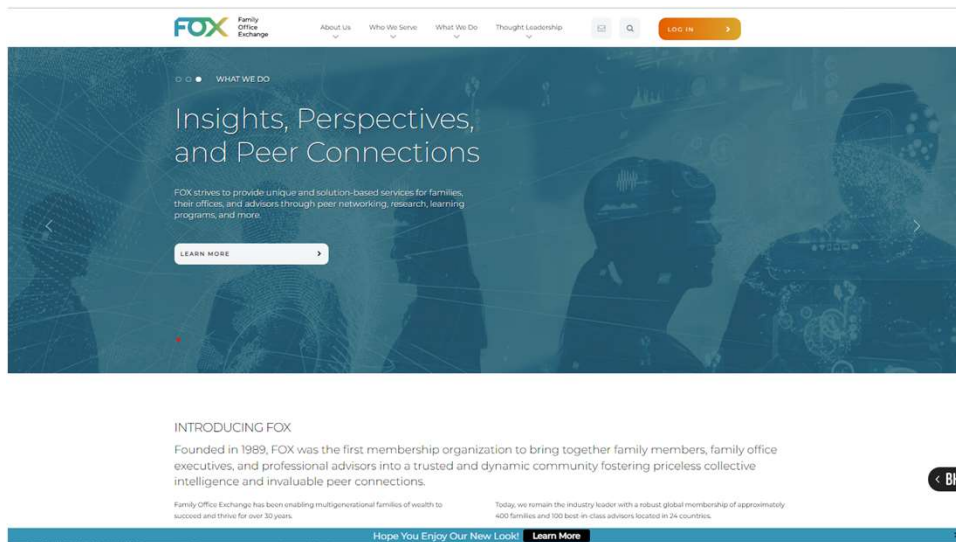 FOX
Family
Office
Exchange
About Us Who We Serve What We Do Thought Leadership
LOG IN
WHAT WE DO
Insights, Perspectives,
and Peer Connections
FOX strives to provide unique and solution-based services for families,
their offices, and advisors through peer networking, research, learning
programs, and more.
LEARN MORE
INTRODUCING FOX
Founded in 1989, FOX was the first membership organization to bring together family members, family office
executives, and professional advisors into a trusted and dynamic community fostering priceless collective
intelligence and invaluable peer connections.
Family Office Exchange has been enabling multigenerational families of wealth to
succeed and thrive for over 30 years.
Today, we remain the industry leader with a robust global membership of approximately
400 families and 100 best-in-class advisors located in 24 countries.
Hope You Enjoy Our New Look! Learn More